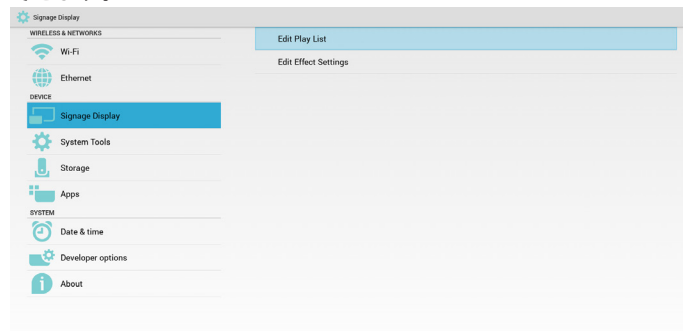 Signage Display
WIRELESS & NETWORKS
Wi-Fi
Ethernet
DEVICE
Signage Display
System Tools
Storage
Apps
SYSTEM
Date & time
Developer options
About
Edit Play List
Edit Effect Settings